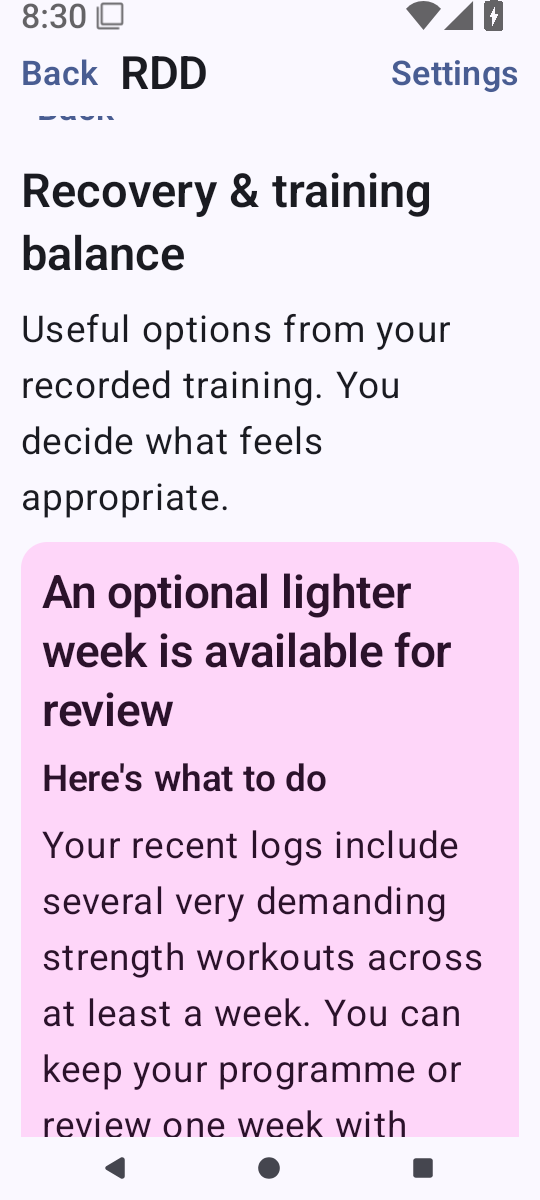 8:30
Back RDD Settings
Back
Recovery & training
balance
Useful options from your
recorded training. You
decide what feels
appropriate.
An optional lighter
week is available for
review
Here's what to do
Your recent logs include
several very demanding
strength workouts across
at least a week. You can
keep your programme or
review one week with